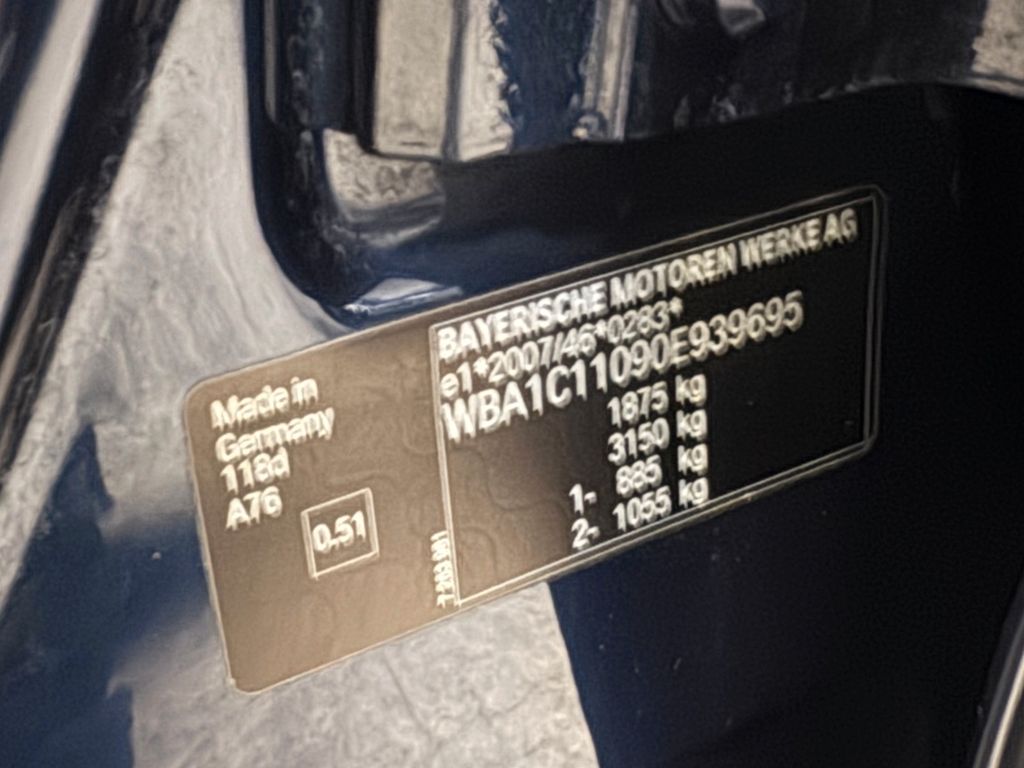 Made in
Germany
118d
A76
0.51
BAYERISCHE MOTOREN WERKE AG
e1*2007/46*0283*
WBA1C11090E939695
1875 kg
3150 kg
1- 885 kg
2- 1055 kg